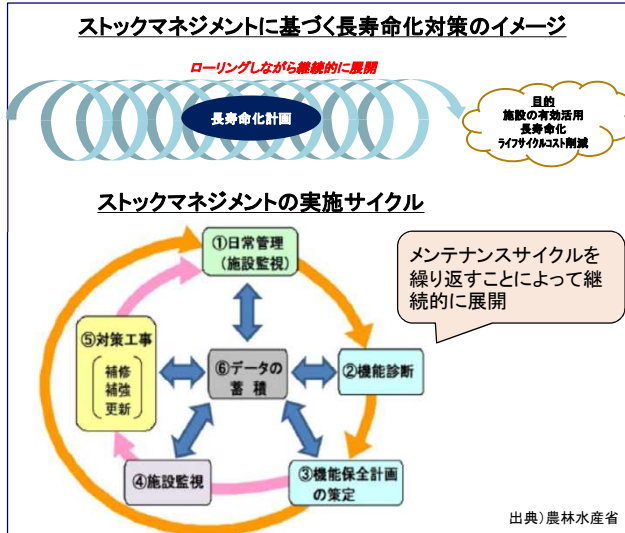 ストックマネジメントに基づく長寿命化対策のイメージ
ローリングしながら継続的に展開
長寿命化計画
目的
施設の有効活用
長寿命化
ライフサイクルコスト削減
ストックマネジメントの実施サイクル
①日常管理
（施設監視）
メンテナンスサイクルを
繰り返すことによって継
続的に展開
⑤対策工事
補修
補強
更新
⑥データの
蓄積
②機能診断
④施設監視
③機能保全計画
の策定
出典）農林水産省